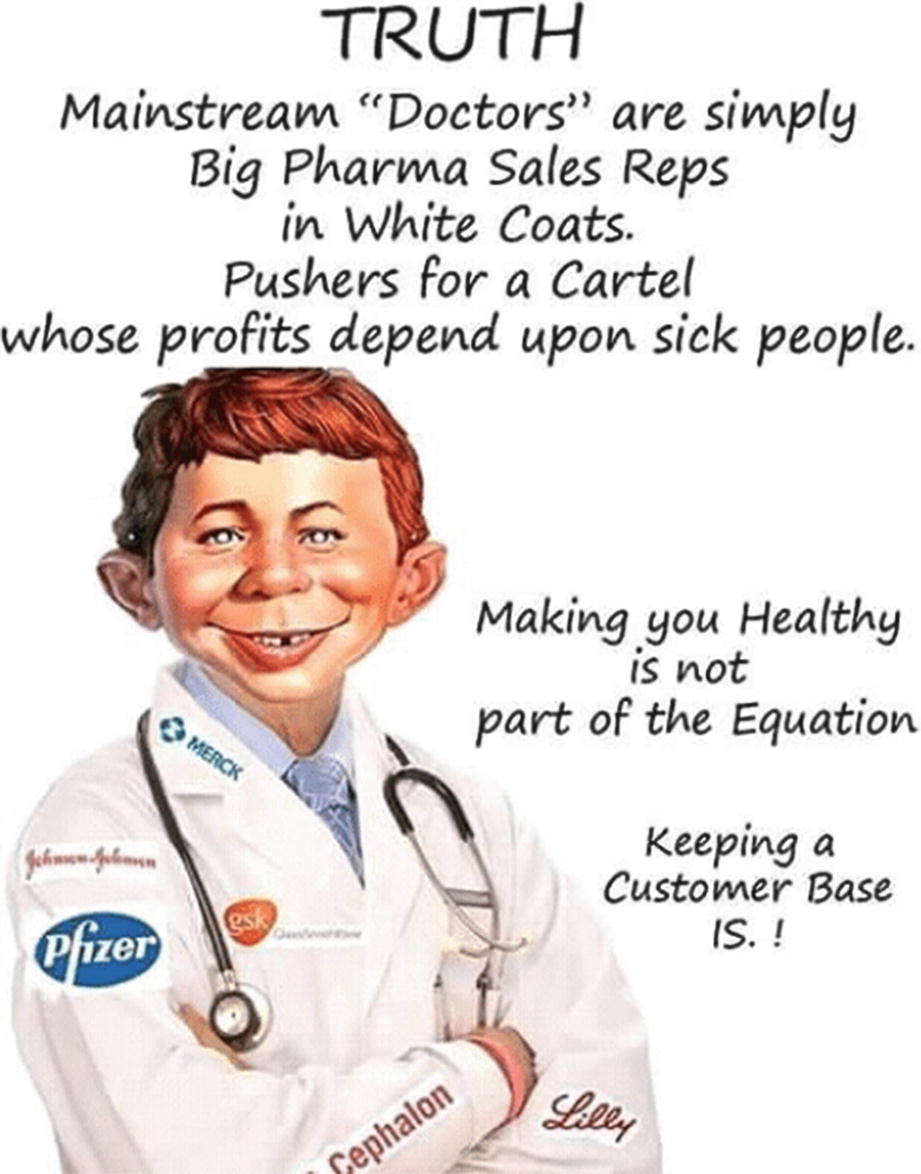 TRUTH
Mainstream “Doctors” are simply
Big Pharma Sales Reps
in White Coats.
Pushers for a Cartel
whose profits depend upon sick people.
Making you Healthy
is not
part of the Equation
MERCK
Keeping a
Customer Base
IS. !
Johnson-Johnson
gsk
Pfizer
Cephalon
Lilly